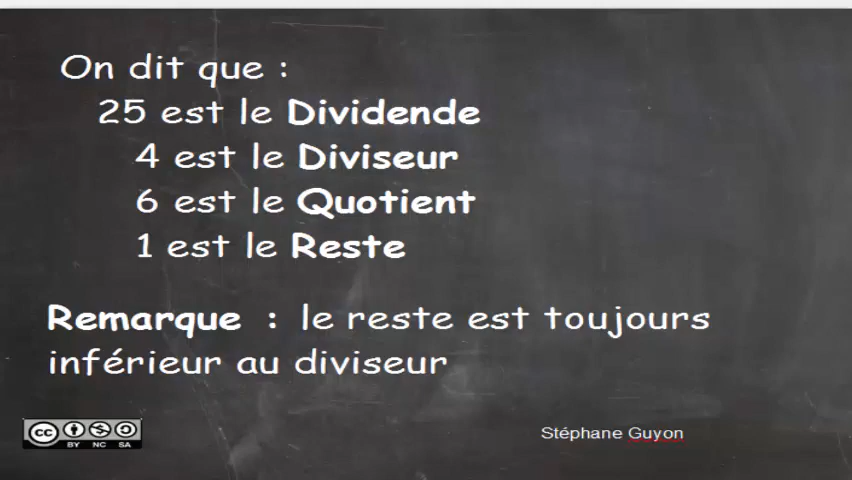 On dit que :
25 est le Dividende
4 est le Diviseur
6 est le Quotient
1 est le Reste
Remarque : le reste est toujours
inférieur au diviseur
cc
BY NC SA
Stéphane Guyon